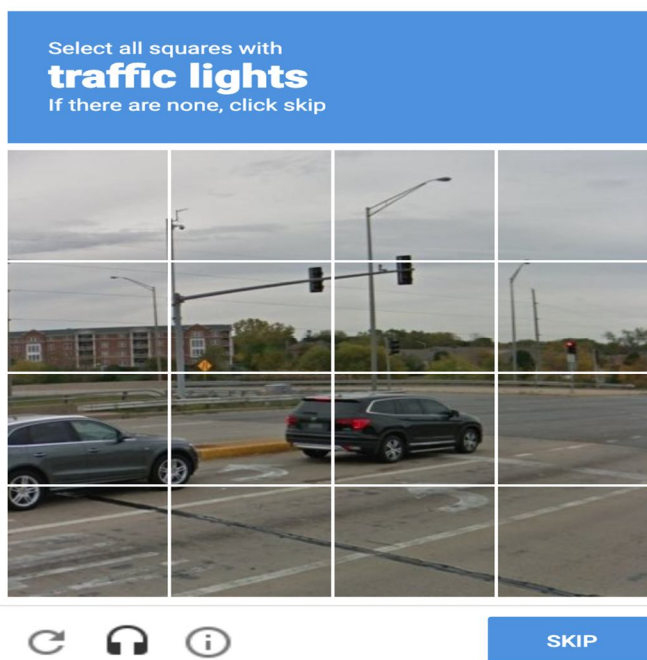 Select all squares with
traffic lights
If there are none, click skip
SKIP